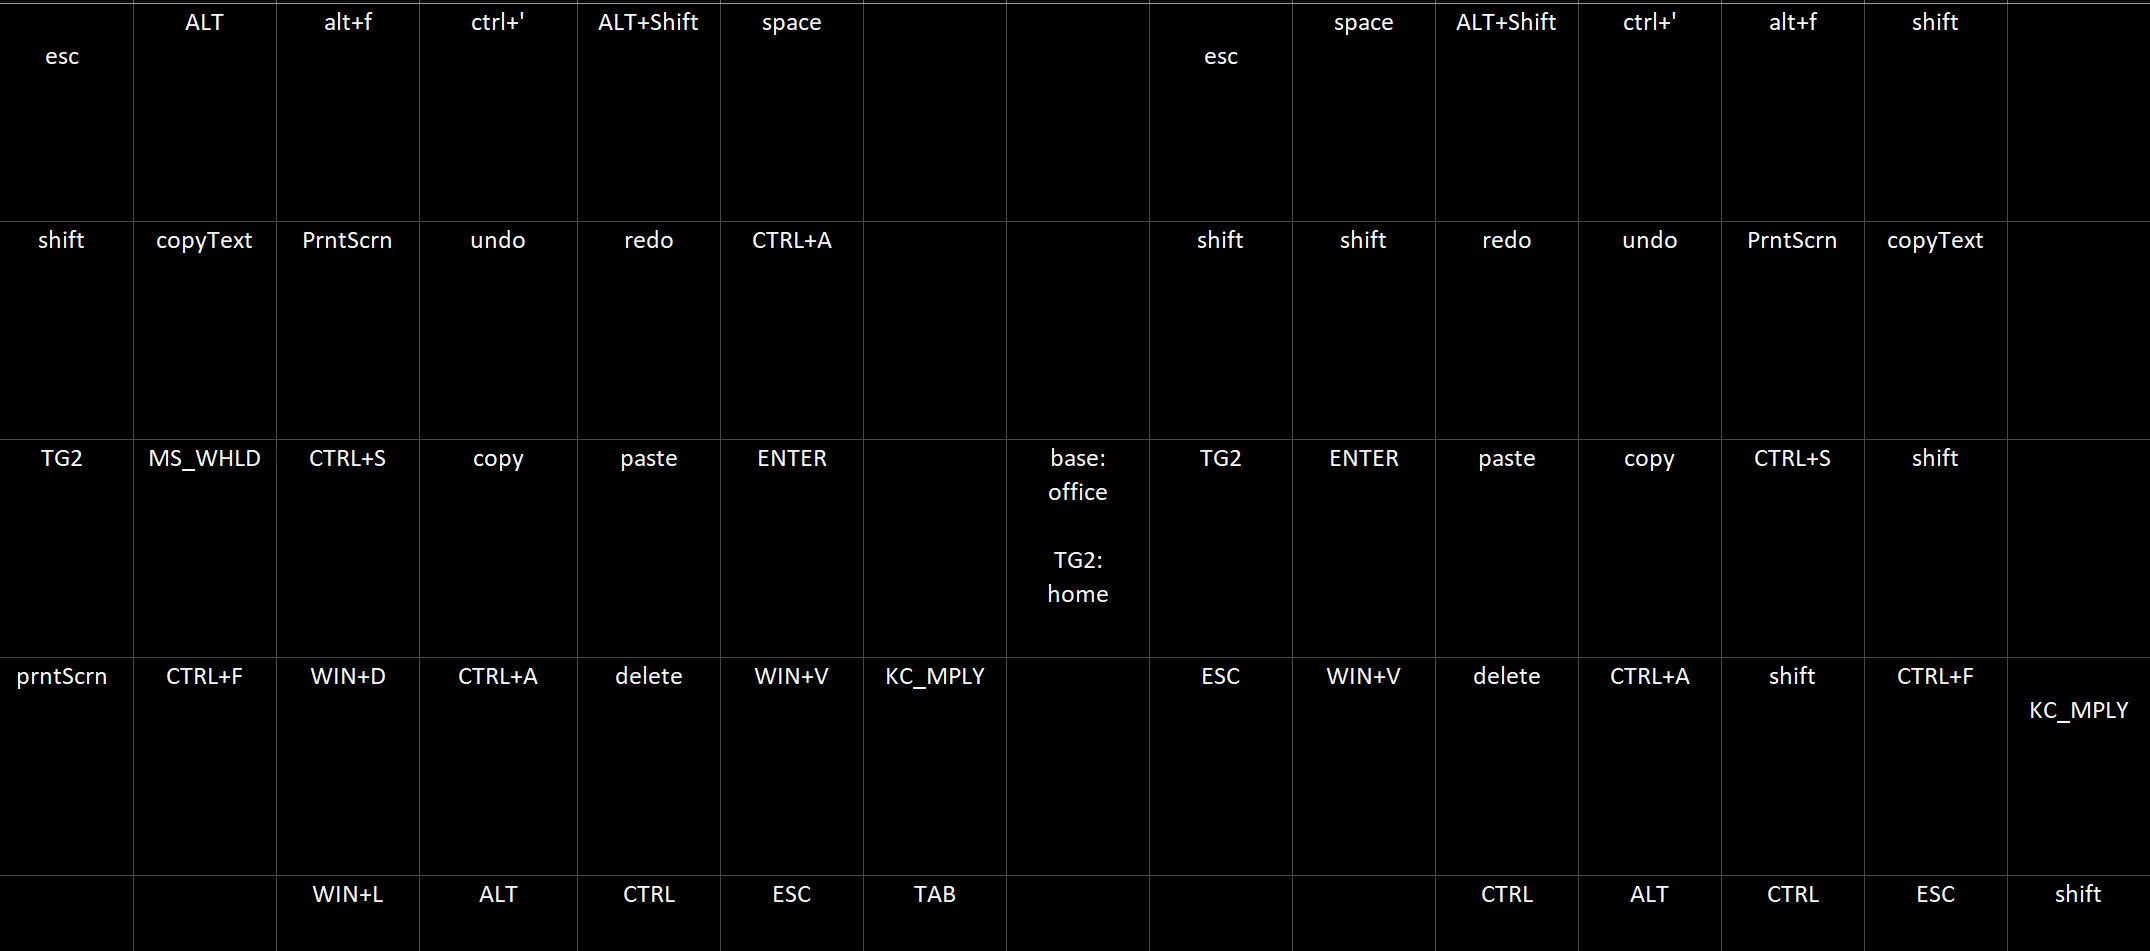 esc ALT alt+f ctrl+' ALT+Shift space esc space ALT+Shift ctrl+' alt+f shift
shift copyText PrntScrn undo redo CTRL+A shift shift redo undo PrntScrn copyText
TG2 MS_WHLD CTRL+S copy paste ENTER base: TG2 ENTER paste copy CTRL+S shift
office
TG2:
home
prntScrn CTRL+F WIN+D CTRL+A delete WIN+V KC_MPLY ESC WIN+V delete CTRL+A shift CTRL+F KC_MPLY
WIN+L ALT CTRL ESC TAB CTRL ALT CTRL ESC shift